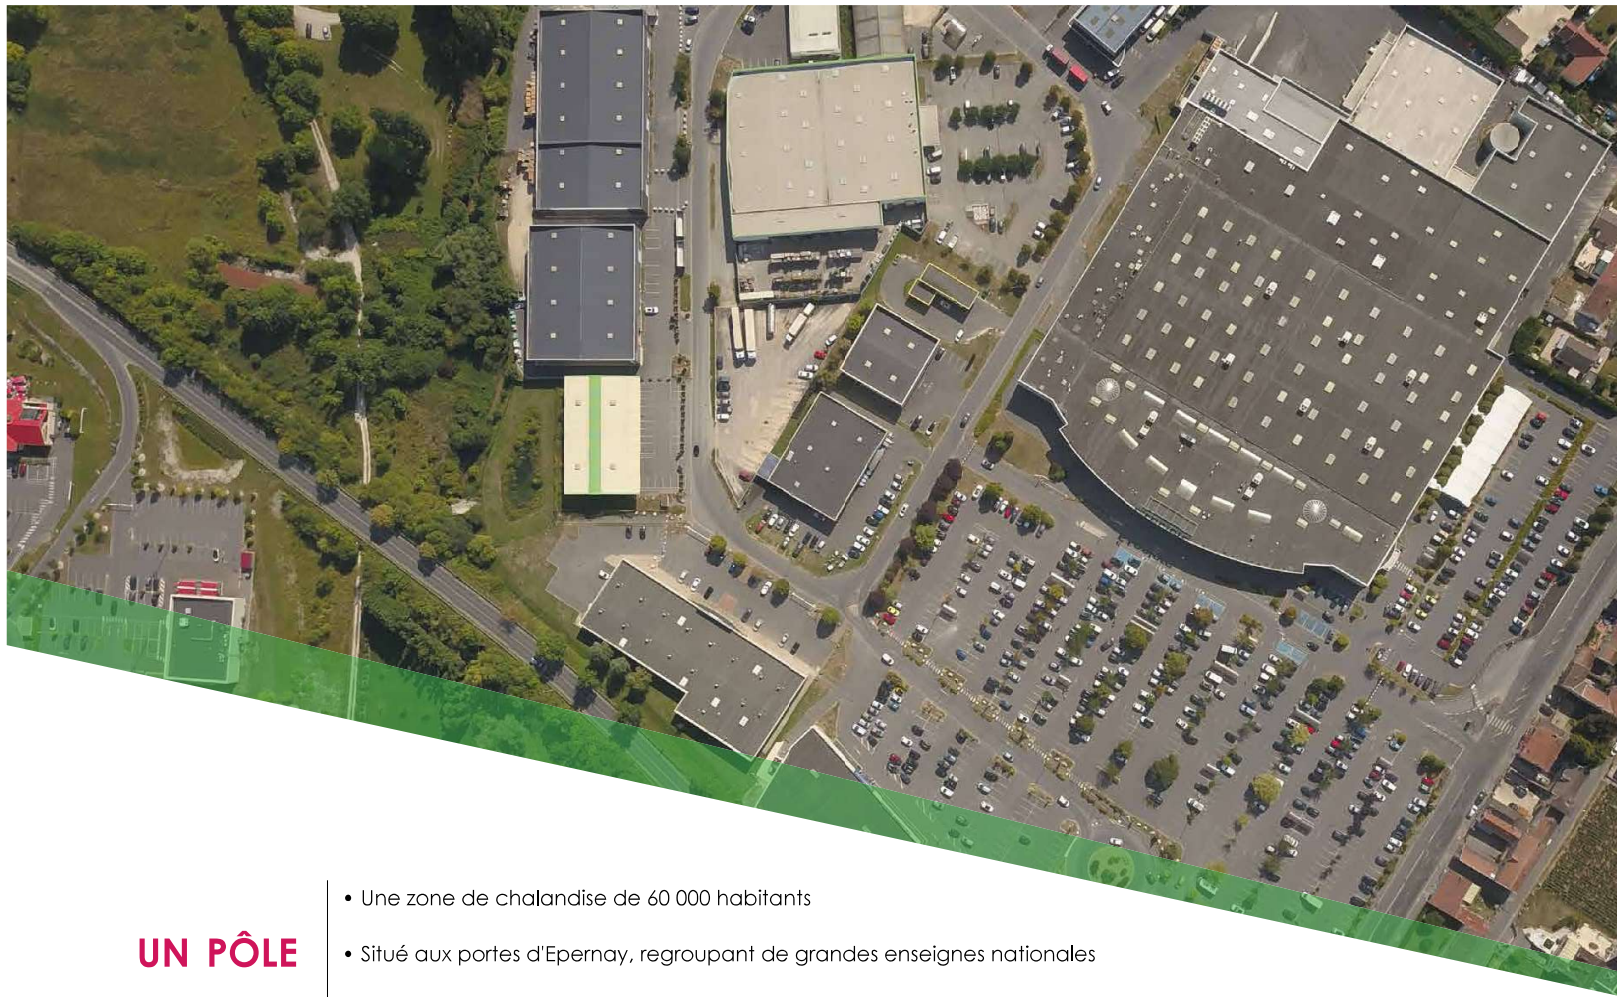 • Une zone de chalandise de 60 000 habitants
UN PÔLE
• Situé aux portes d'Epernay, regroupant de grandes enseignes nationales